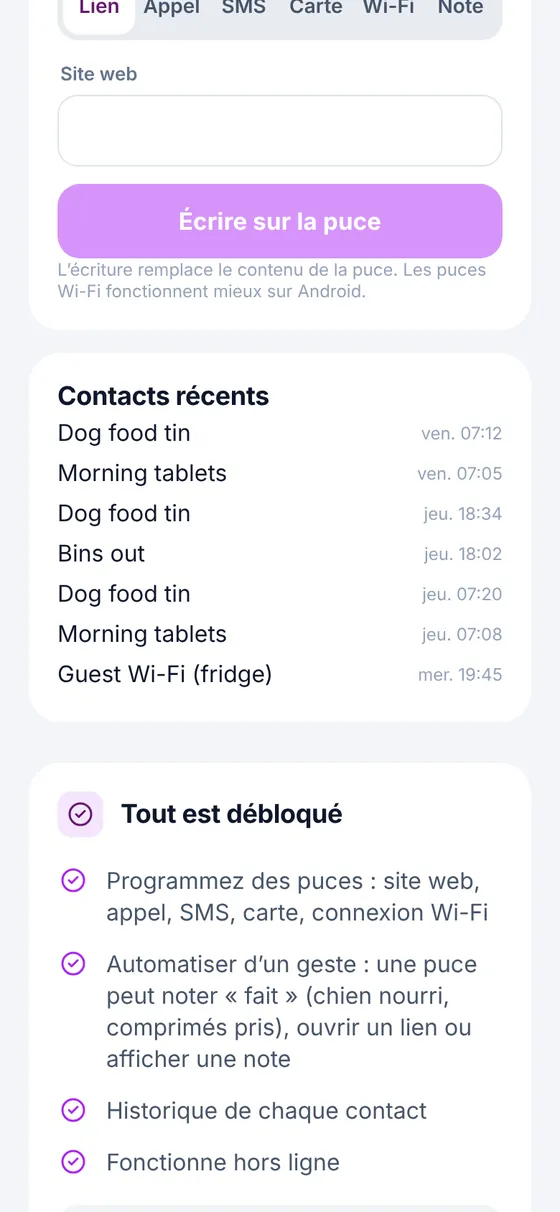 Lien Appel SMS Carte Wi-Fi Note
Site web
Écrire sur la puce
L’écriture remplace le contenu de la puce. Les puces
Wi-Fi fonctionnent mieux sur Android.
Contacts récents
Dog food tin ven. 07:12
Morning tablets ven. 07:05
Dog food tin jeu. 18:34
Bins out jeu. 18:02
Dog food tin jeu. 07:20
Morning tablets jeu. 07:08
Guest Wi-Fi (fridge) mer. 19:45
Tout est débloqué
Programmez des puces : site web,
appel, SMS, carte, connexion Wi-Fi
Automatiser d’un geste : une puce
peut noter « fait » (chien nourri,
comprimés pris), ouvrir un lien ou
afficher une note
Historique de chaque contact
Fonctionne hors ligne